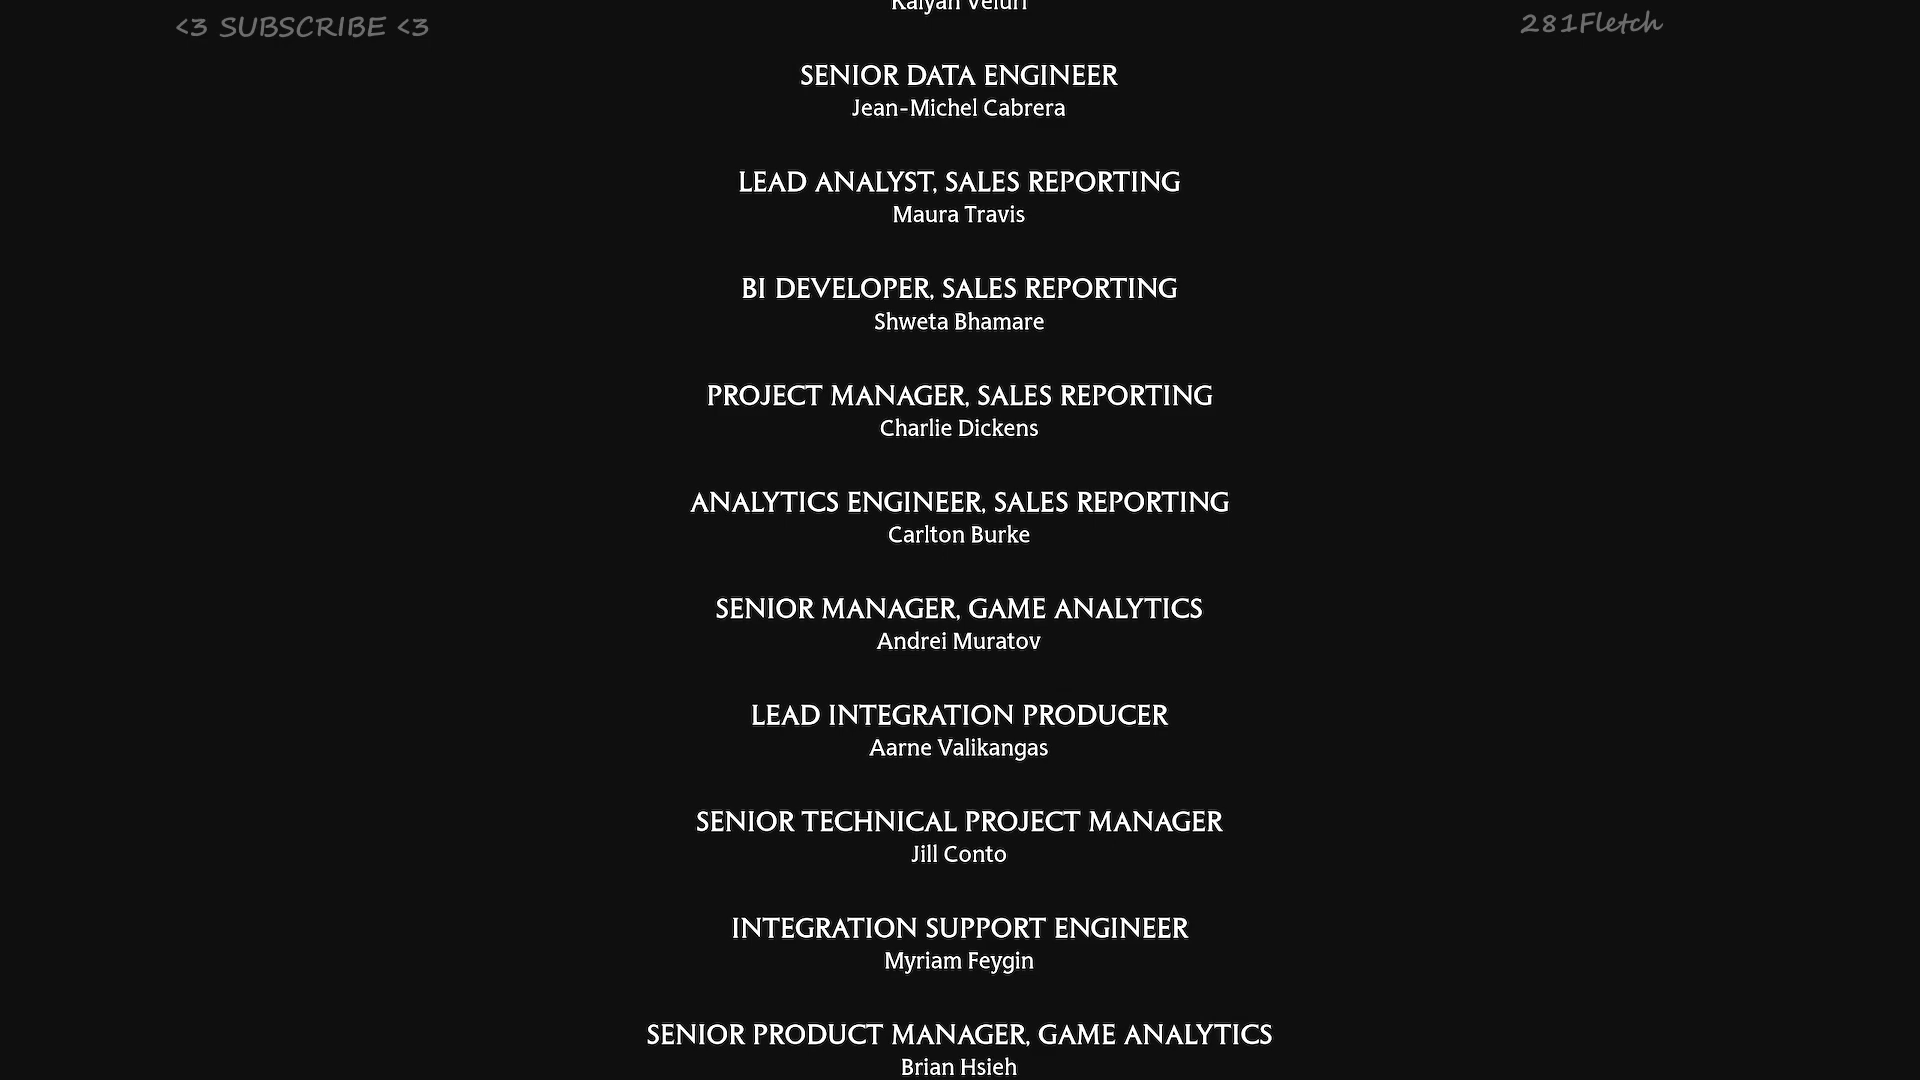 Kalyan Veluri
<3 SUBSCRIBE <3
281Fletch
SENIOR DATA ENGINEER
Jean-Michel Cabrera
LEAD ANALYST, SALES REPORTING
Maura Travis
BI DEVELOPER, SALES REPORTING
Shweta Bhamare
PROJECT MANAGER, SALES REPORTING
Charlie Dickens
ANALYTICS ENGINEER, SALES REPORTING
Carlton Burke
SENIOR MANAGER, GAME ANALYTICS
Andrei Muratov
LEAD INTEGRATION PRODUCER
Aarne Valikangas
SENIOR TECHNICAL PROJECT MANAGER
Jill Conto
INTEGRATION SUPPORT ENGINEER
Myriam Feygin
SENIOR PRODUCT MANAGER, GAME ANALYTICS
Brian Hsieh